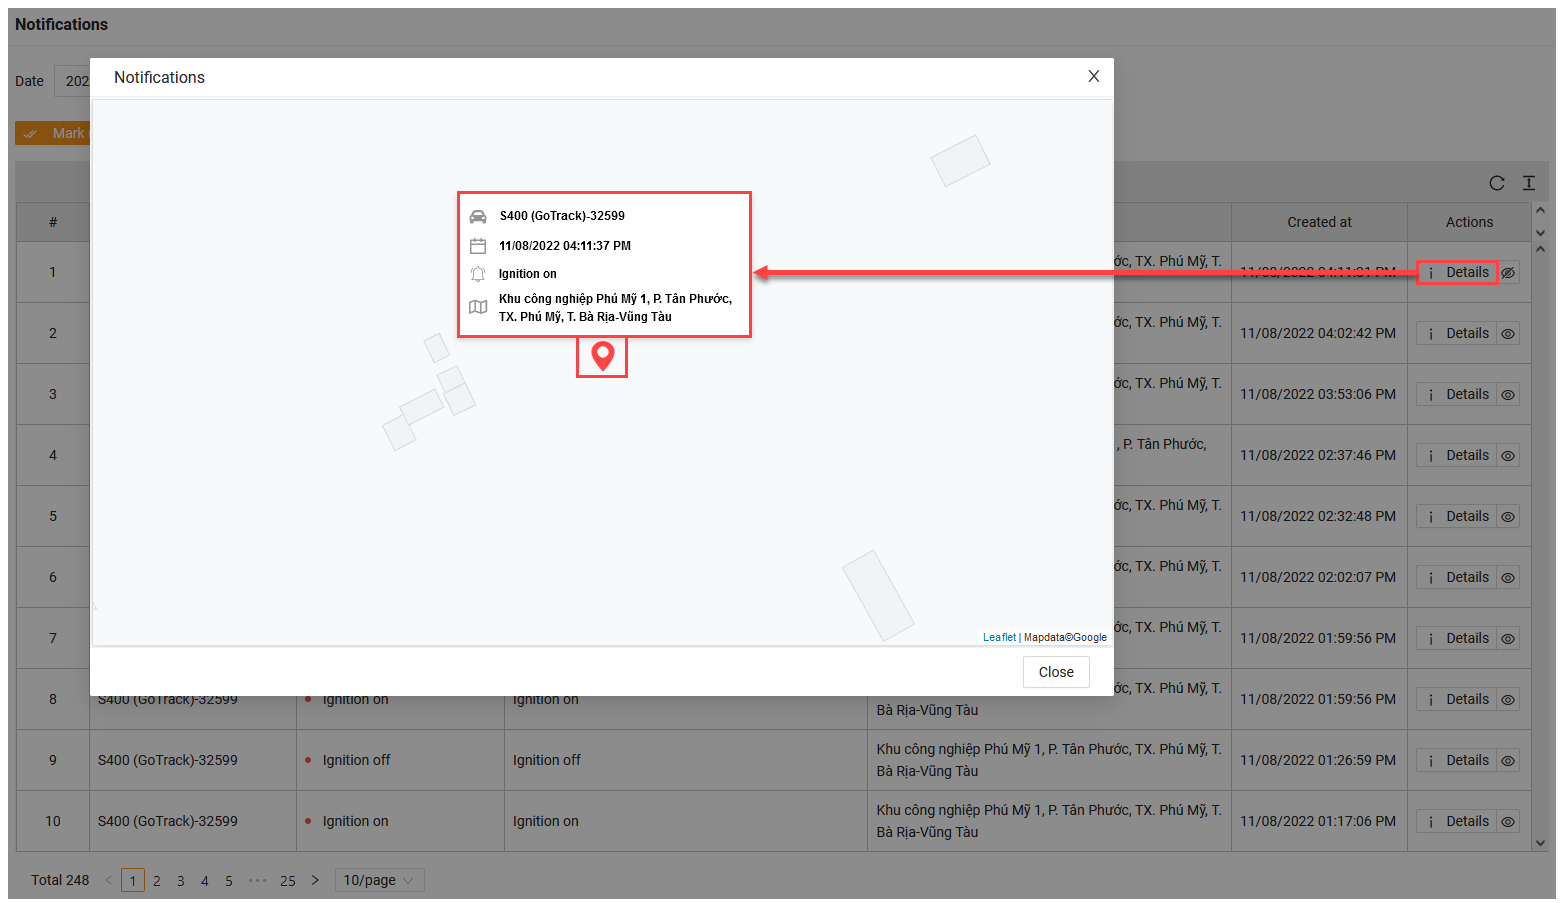 Notifications
Date 202
Mark
Notifications X
S400 (GoTrack)-32599
11/08/2022 04:11:37 PM
Ignition on
Khu công nghiệp Phú Mỹ 1, P. Tân Phước,
TX. Phú Mỹ, T. Bà Rịa-Vũng Tàu
Leaflet | Mapdata©Google
Close
# Created at Actions
1 ớc, TX. Phú Mỹ, T. Details
2 ớc, TX. Phú Mỹ, T. 11/08/2022 04:02:42 PM Details
3 ớc, TX. Phú Mỹ, T. 11/08/2022 03:53:06 PM Details
4 , P. Tân Phước, 11/08/2022 02:37:46 PM Details
5 ớc, TX. Phú Mỹ, T. 11/08/2022 02:32:48 PM Details
6 ớc, TX. Phú Mỹ, T. 11/08/2022 02:02:07 PM Details
7 ớc, TX. Phú Mỹ, T. 11/08/2022 01:59:56 PM Details
8 S400 (GoTrack)-32599 Ignition on Ignition on ớc, TX. Phú Mỹ, T. 11/08/2022 01:59:56 PM Details
Bà Rịa-Vũng Tàu
9 S400 (GoTrack)-32599 Ignition off Ignition off Khu công nghiệp Phú Mỹ 1, P. Tân Phước, TX. Phú Mỹ, T. 11/08/2022 01:26:59 PM Details
Bà Rịa-Vũng Tàu
10 S400 (GoTrack)-32599 Ignition on Ignition on Khu công nghiệp Phú Mỹ 1, P. Tân Phước, TX. Phú Mỹ, T. 11/08/2022 01:17:06 PM Details
Bà Rịa-Vũng Tàu
Total 248 < 1 2 3 4 5 ••• 25 > 10/page